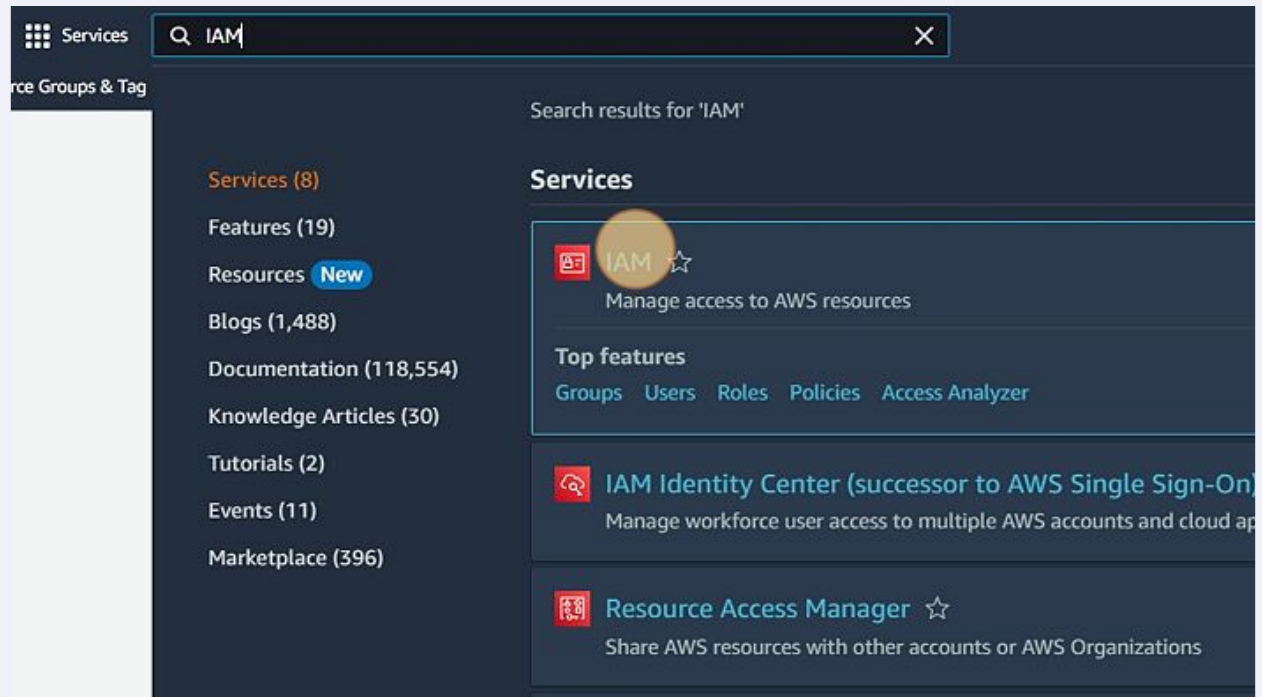 Services
IAM
rce Groups & Tag
Search results for 'IAM'
Services (8)
Features (19)
Resources New
Blogs (1,488)
Documentation (118,554)
Knowledge Articles (30)
Tutorials (2)
Events (11)
Marketplace (396)
Services
IAM
Manage access to AWS resources
Top features
Groups Users Roles Policies Access Analyzer
IAM Identity Center (successor to AWS Single Sign-On)
Manage workforce user access to multiple AWS accounts and cloud ap
Resource Access Manager
Share AWS resources with other accounts or AWS Organizations